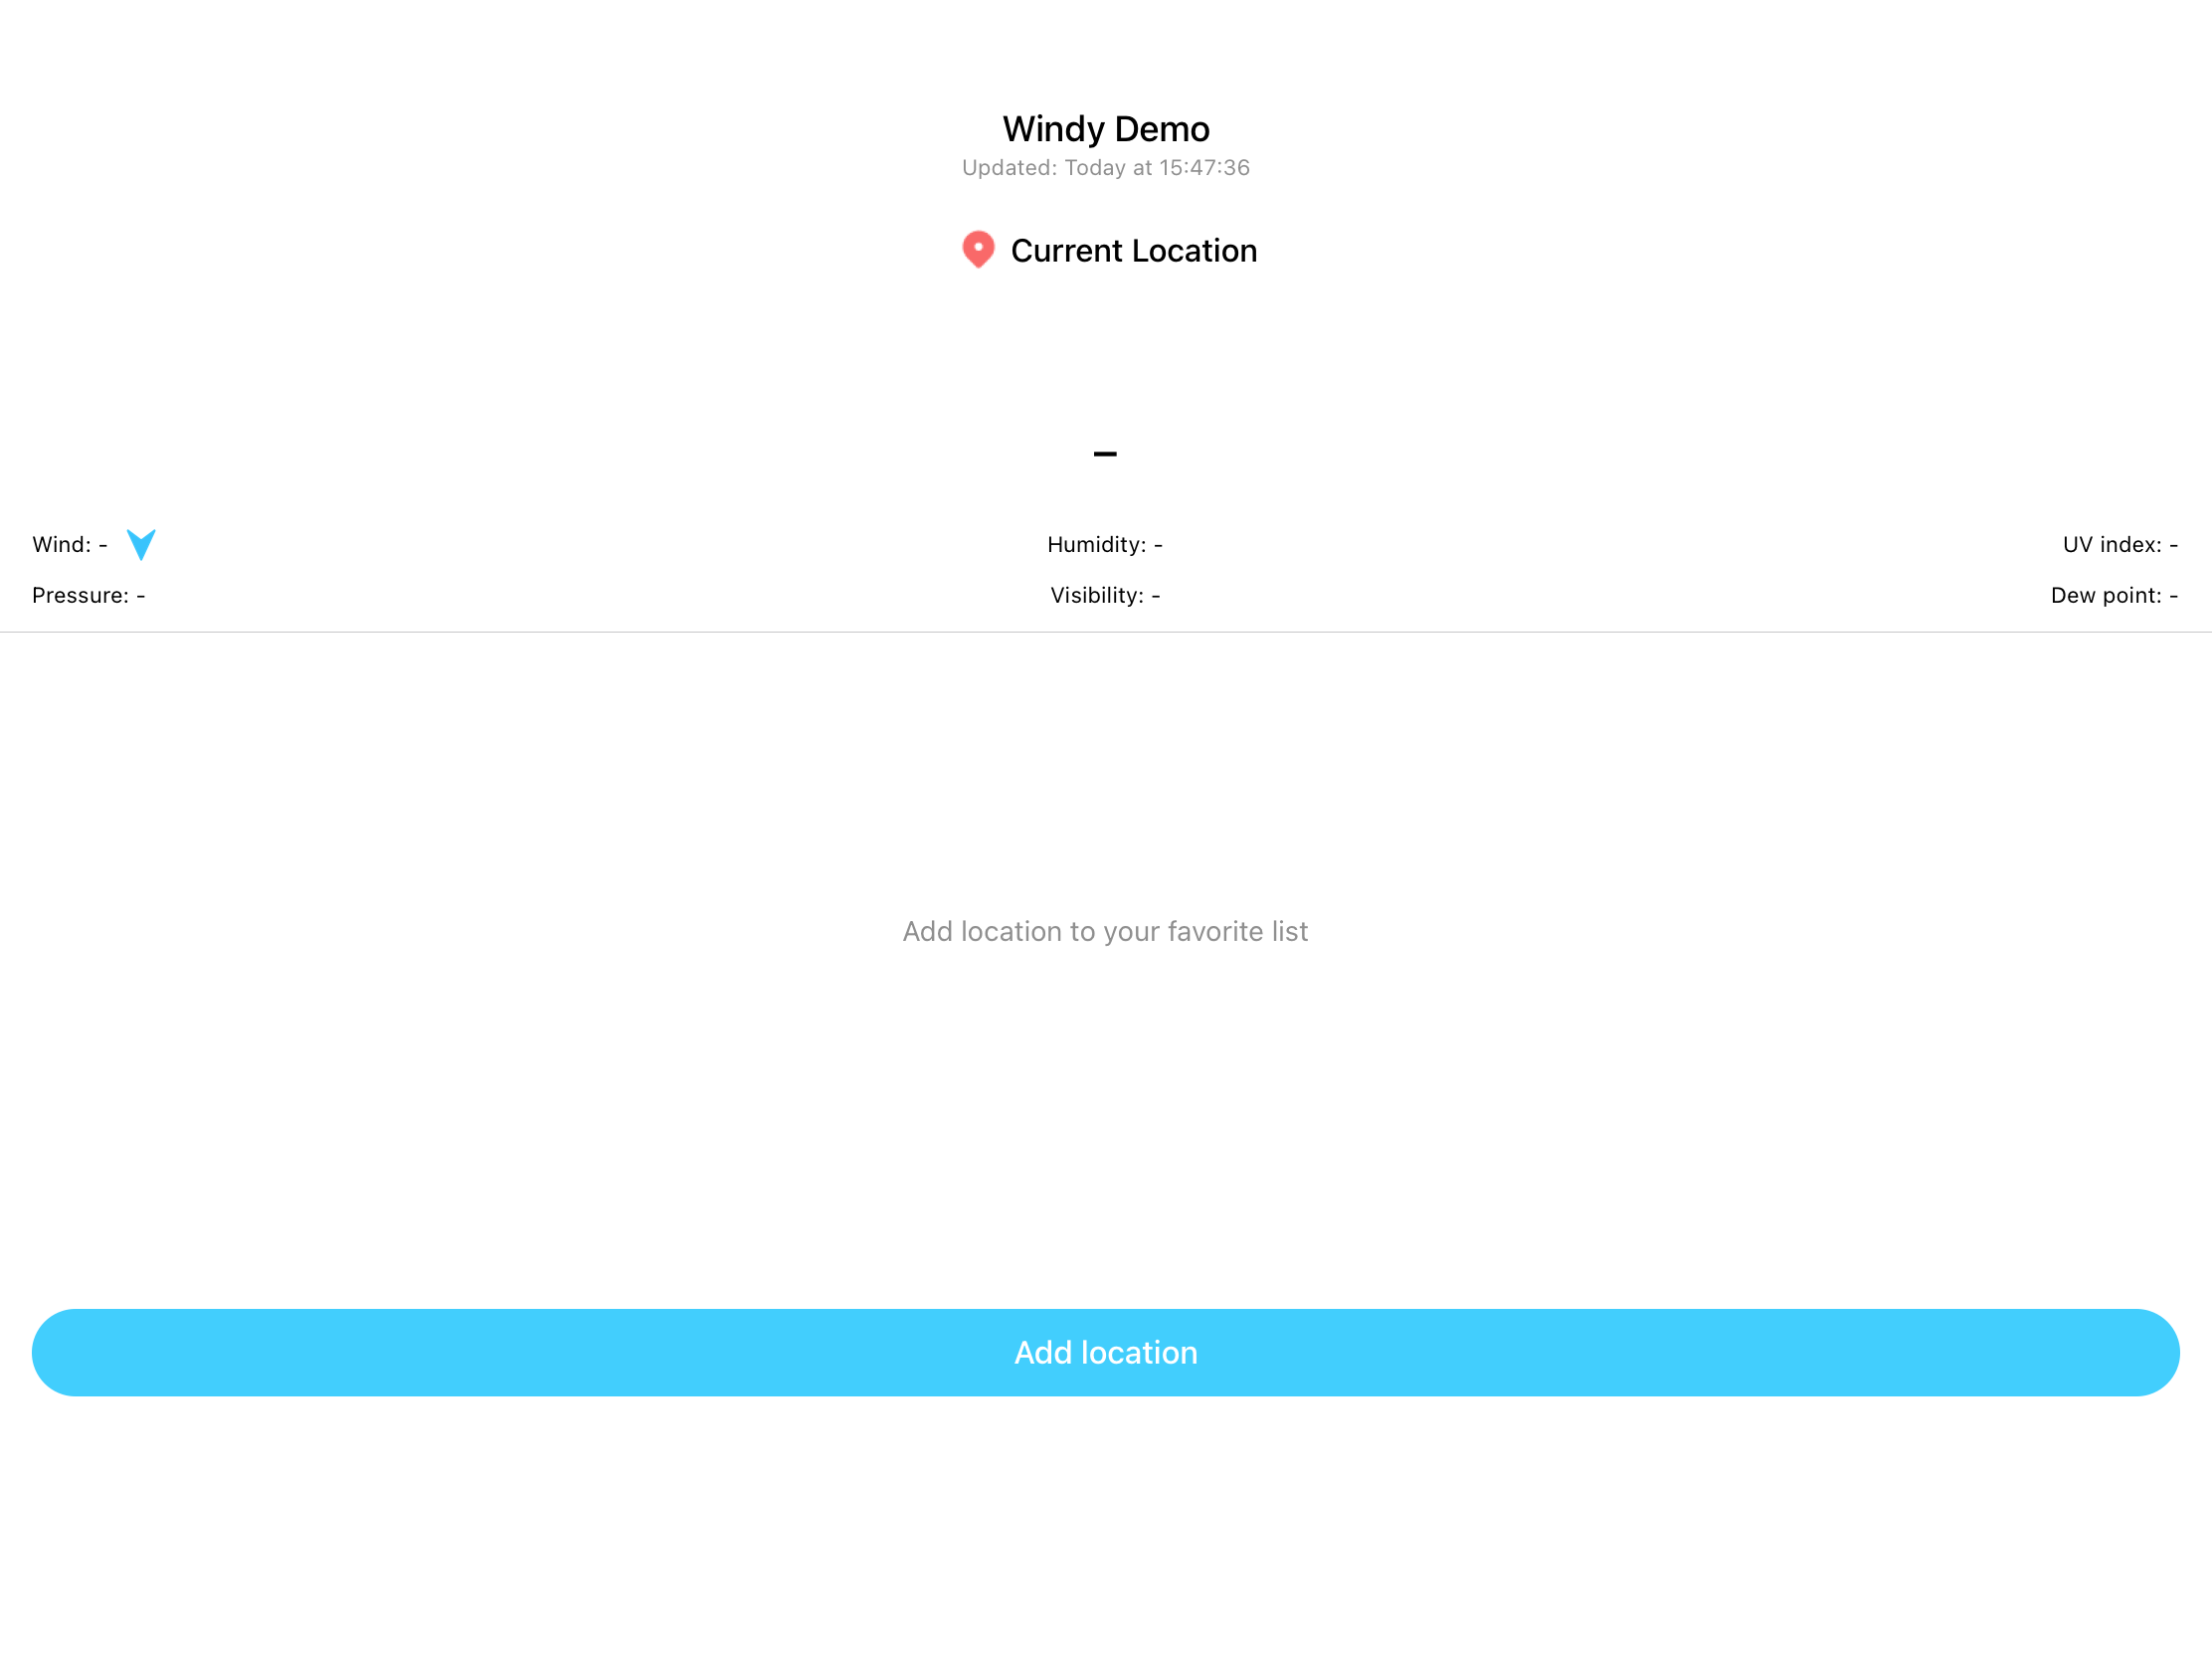 Windy Demo
Updated: Today at 15:47:36
Current Location
–
Wind: - Humidity: - UV index: -
Pressure: - Visibility: - Dew point: -
Add location to your favorite list
Add location